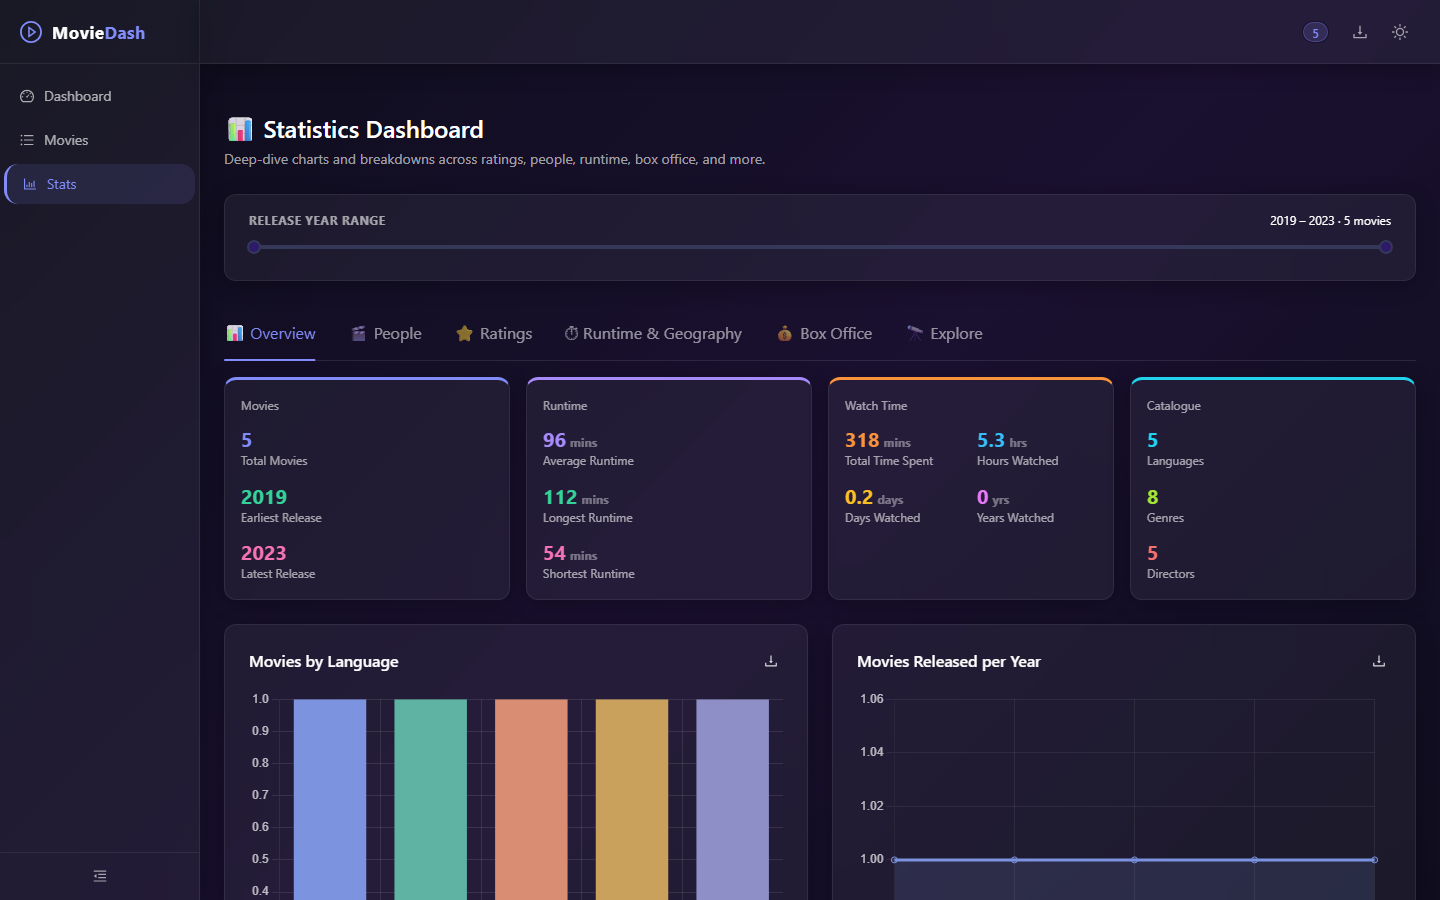 MovieDash
5
Dashboard
Movies
Stats
Statistics Dashboard
Deep-dive charts and breakdowns across ratings, people, runtime, box office, and more.
RELEASE YEAR RANGE
2019 – 2023 · 5 movies
Overview
People
Ratings
Runtime & Geography
Box Office
Explore
Movies
5
Total Movies
2019
Earliest Release
2023
Latest Release
Runtime
96 mins
Average Runtime
112 mins
Longest Runtime
54 mins
Shortest Runtime
Watch Time
318 mins
Total Time Spent
5.3 hrs
Hours Watched
0.2 days
Days Watched
0 yrs
Years Watched
Catalogue
5
Languages
8
Genres
5
Directors
Movies by Language
1.0
0.9
0.8
0.7
0.6
0.5
0.4
Movies Released per Year
1.06
1.04
1.02
1.00